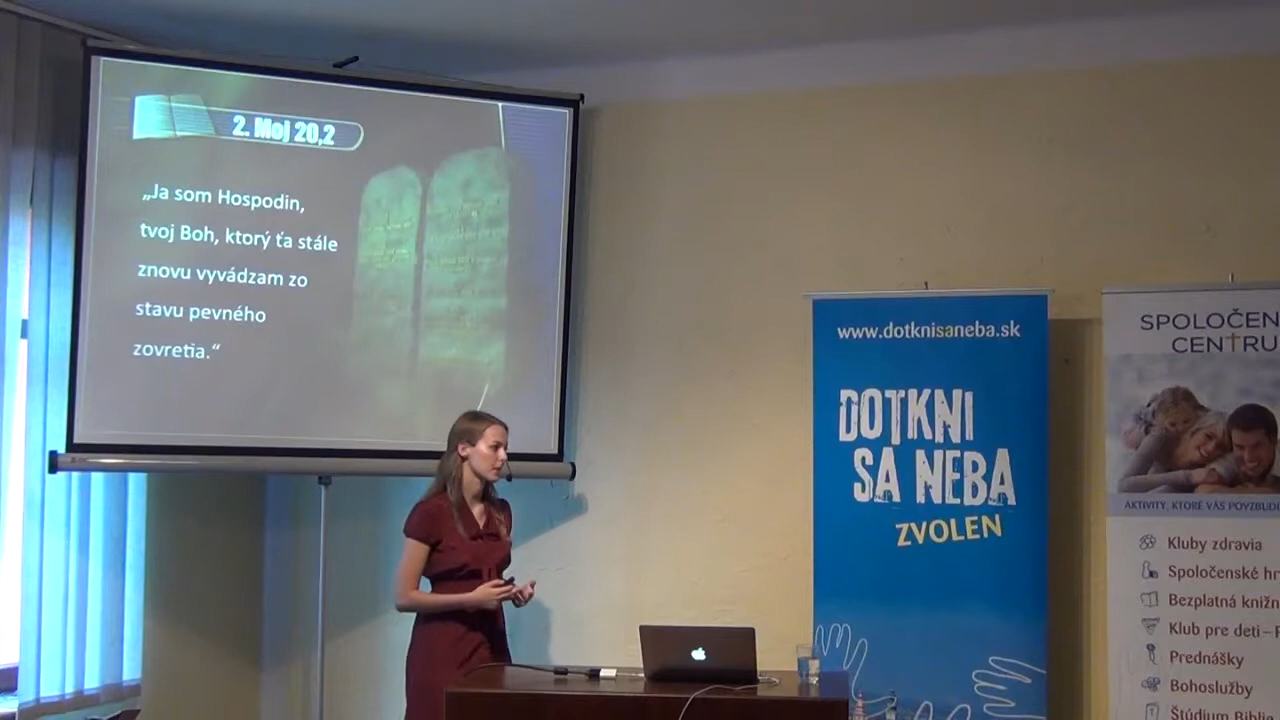 2. Moj 20,2
„Ja som Hospodin,
tvoj Boh, ktorý ťa stále
znovu vyvádzam zo
stavu pevného
zovretia.“
www.dotknisaneba.sk
DOTKNI
SA NEBA
ZVOLEN
SPOLOČEN
CENTRU
AKTIVITY, KTORÉ VÁS POVZBUD
Kluby zdravia
Spoločenské hr
Bezplatná knižn
Klub pre deti – P
Prednášky
Bohoslužby
Štúdium Biblie